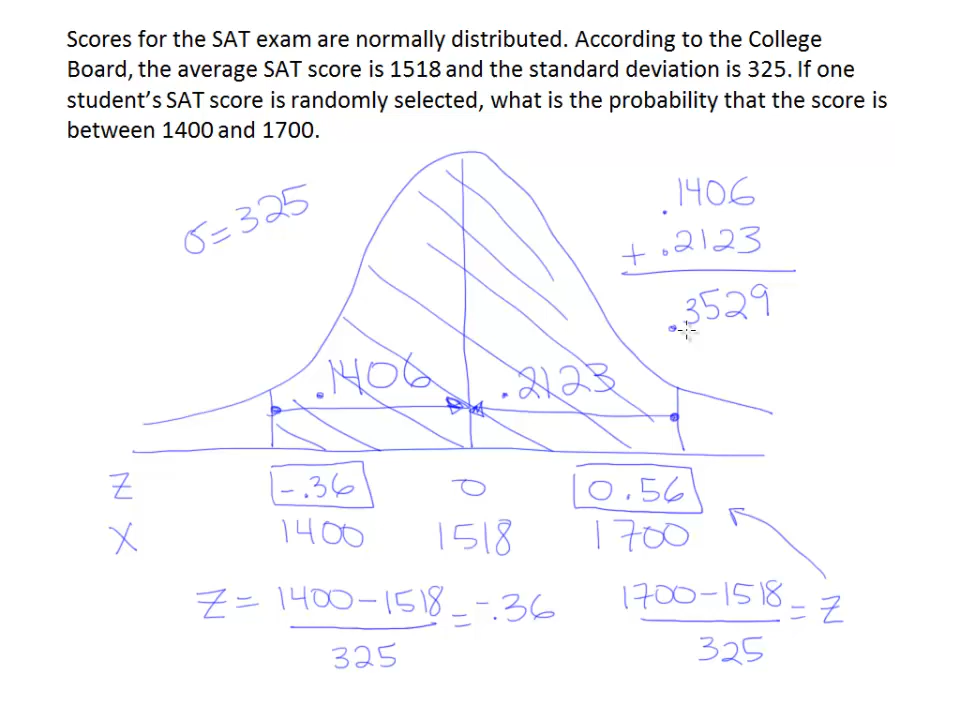 Scores for the SAT exam are normally distributed. According to the College
Board, the average SAT score is 1518 and the standard deviation is 325. If one
student's SAT score is randomly selected, what is the probability that the score is
between 1400 and 1700.
σ=325
.1406
+ .2123
.3529
.1406 .2123
Z -.36 0 0.56
X 1400 1518 1700
Z = 1400-1518 = -.36 1700-1518 = Z
325 325